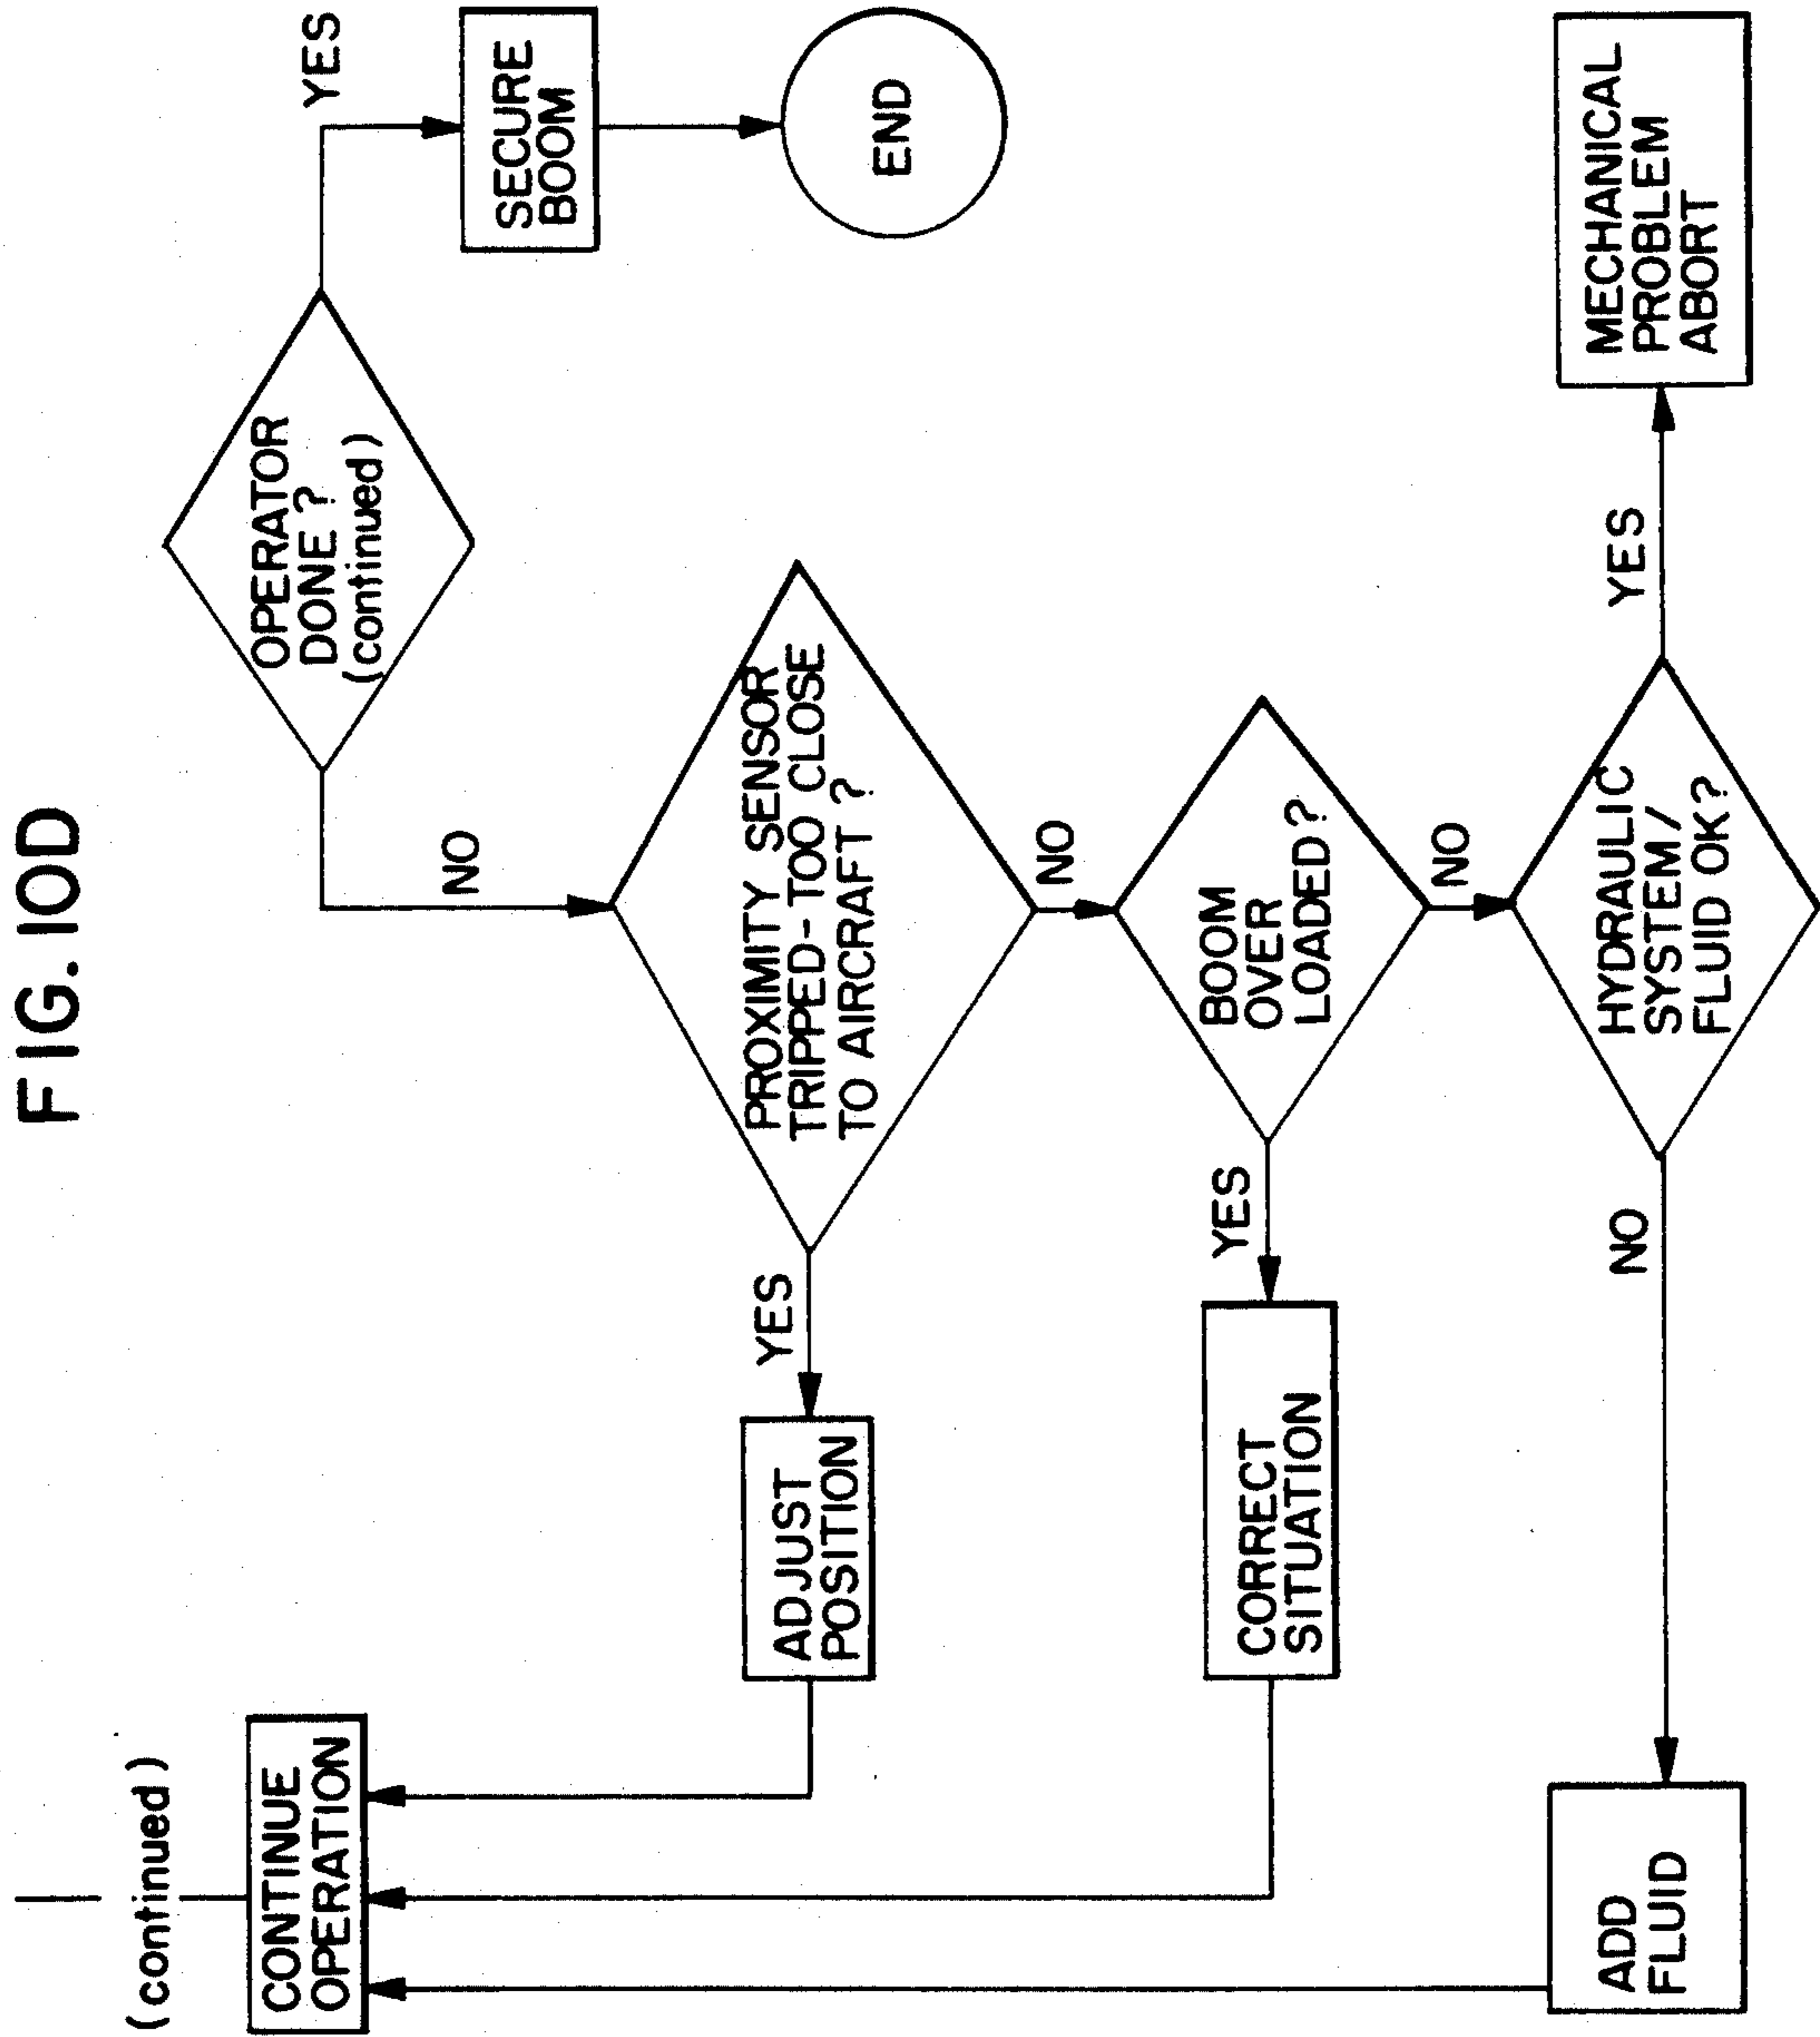 FIG. 10D
(continued)
CONTINUE
OPERATION
OPERATOR
DONE ?
(continued)
YES
SECURE
BOOM
END
NO
PROXIMITY SENSOR
TRIPPED-TOO CLOSE
TO AIRCRAFT ?
YES
ADJUST
POSITION
NO
BOOM
OVER
LOADED ?
YES
CORRECT
SITUATION
NO
HYDRAULIC
SYSTEM/
FLUID OK?
YES
MECHANICAL
PROBLEM
ABORT
NO
ADD
FLUID